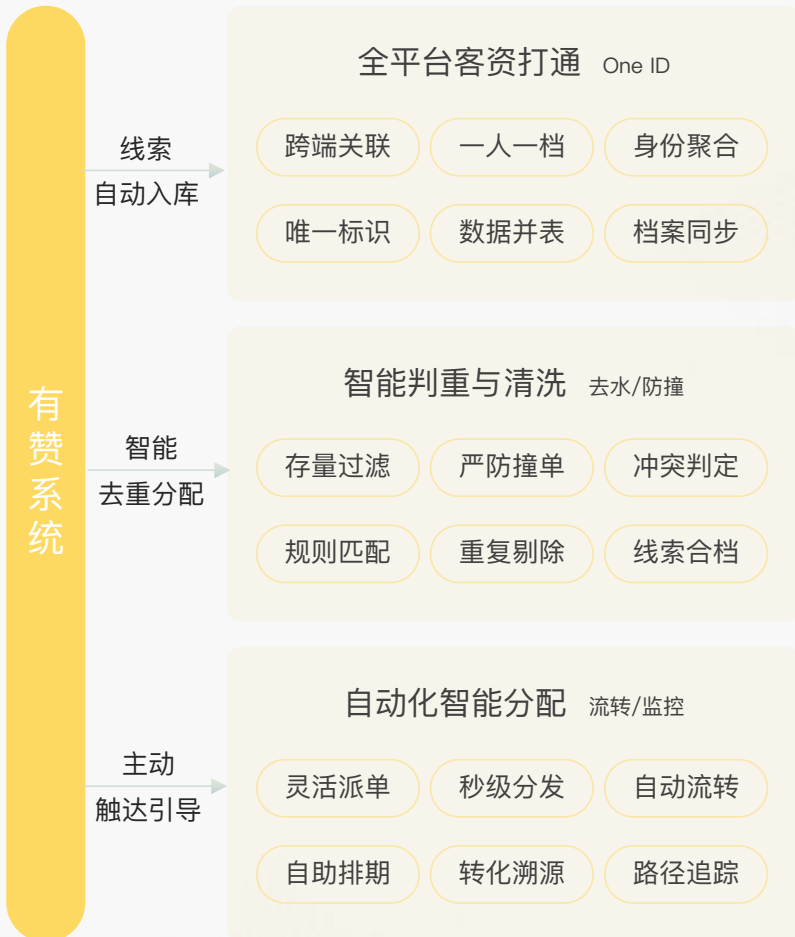 有赞系统
线索
自动入库
全平台客资打通 One ID
跨端关联 一人一档 身份聚合
唯一标识 数据并表 档案同步
智能
去重分配
智能判重与清洗 去水/防撞
存量过滤 严防撞单 冲突判定
规则匹配 重复剔除 线索合档
主动
触达引导
自动化智能分配 流转/监控
灵活派单 秒级分发 自动流转
自助排期 转化溯源 路径追踪